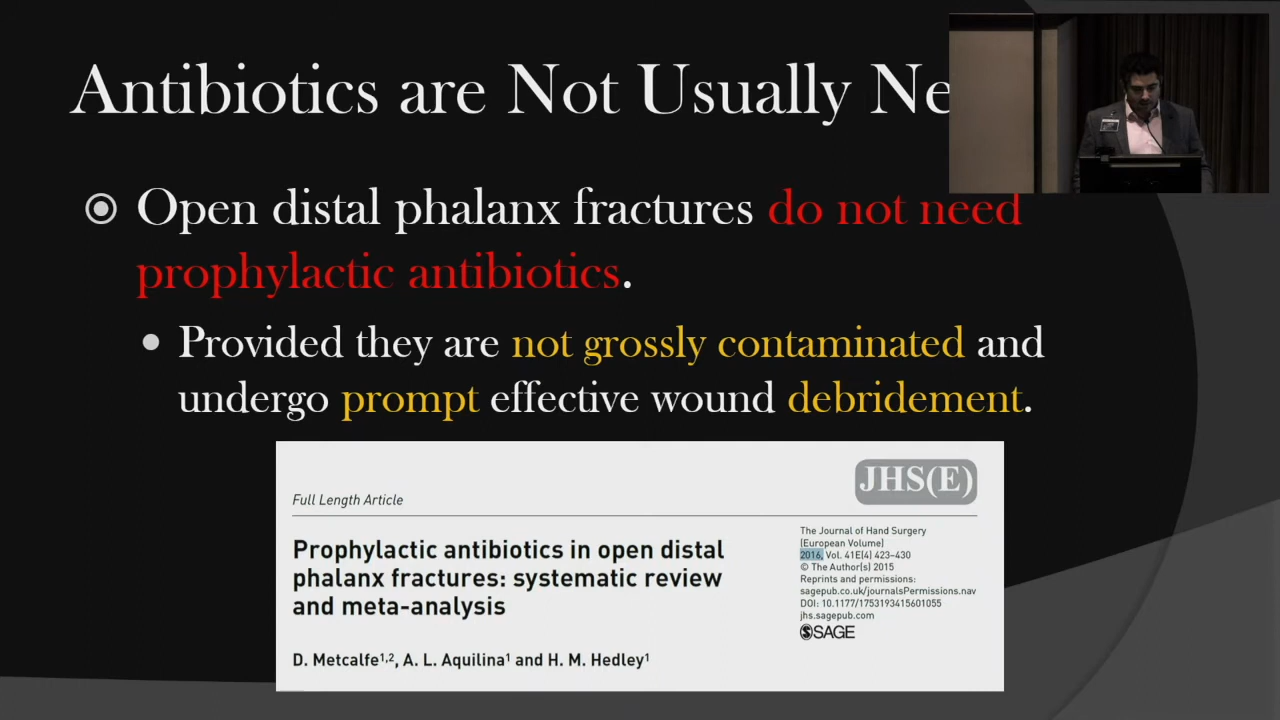 Antibiotics are Not Usually
Open distal phalanx fractures do not need
prophylactic antibiotics.
Provided they are not grossly contaminated and
undergo prompt effective wound debridement.
JHS(E)
Full Length Article
Prophylactic antibiotics in open distal
phalanx fractures: systematic review
and meta-analysis
The Journal of Hand Surgery
(European Volume)
2016, Vol. 41E(4) 423–430
© The Author(s) 2015
Reprints and permissions:
sagepub.co.uk/journalsPermissions.nav
DOI: 10.1177/1753193415601055
jhs.sagepub.com
SAGE
D. Metcalfe1,2, A. L. Aquilina1 and H. M. Hedley1